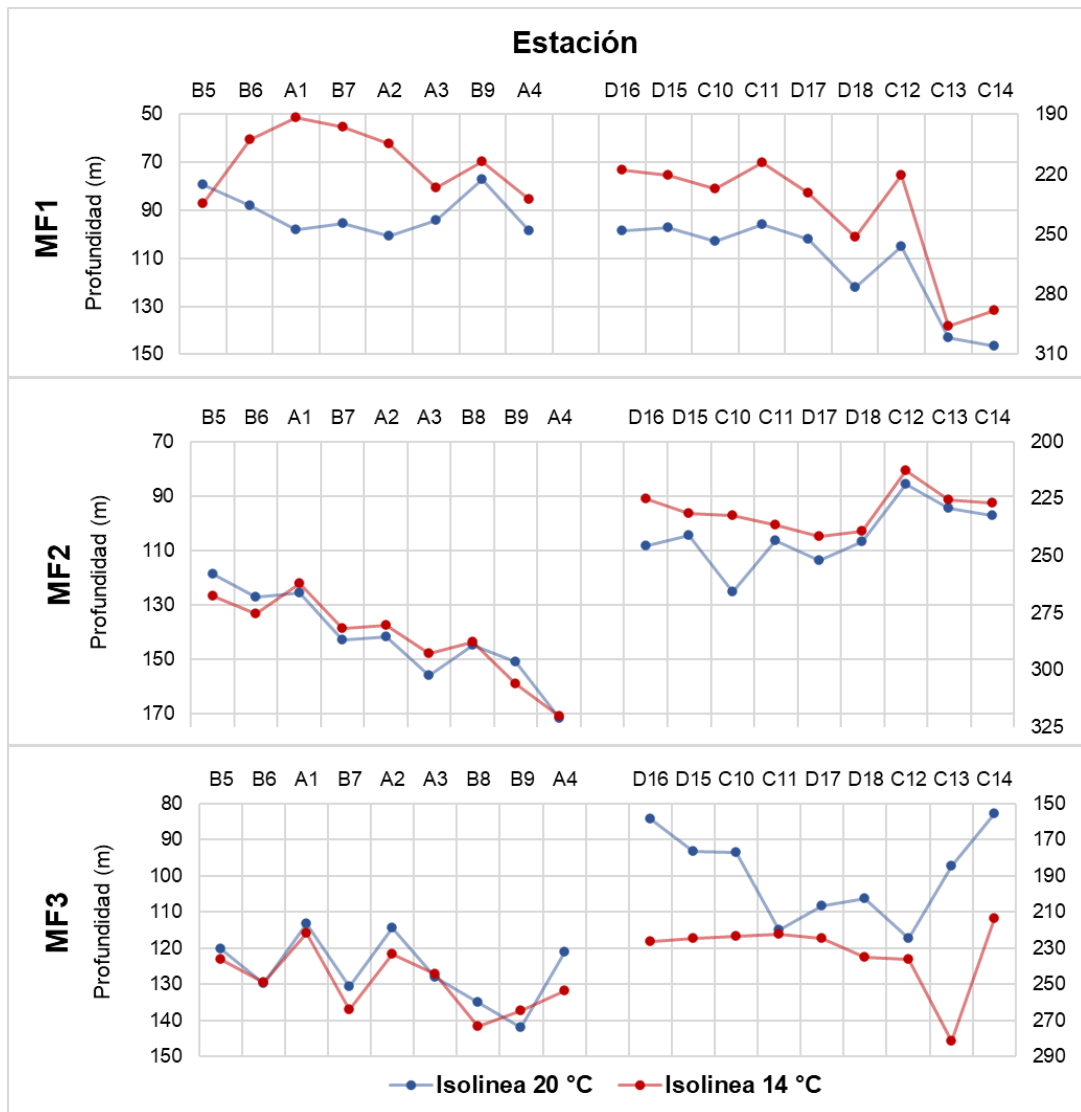 Estación
B5 B6 A1 B7 A2 A3 B9 A4 D16 D15 C10 C11 D17 D18 C12 C13 C14
MF1
Profundidad (m)
50 190
70 220
90 250
110
130 280
150 310
B5 B6 A1 B7 A2 A3 B8 B9 A4 D16 D15 C10 C11 D17 D18 C12 C13 C14
MF2
Profundidad (m)
70 200
90 225
110 250
130 275
150 300
170 325
B5 B6 A1 B7 A2 A3 B8 B9 A4 D16 D15 C10 C11 D17 D18 C12 C13 C14
MF3
Profundidad (m)
80 150
90 170
100 190
110 210
120 230
130 250
140 270
150 290
Isolinea 20 °C Isolinea 14 °C